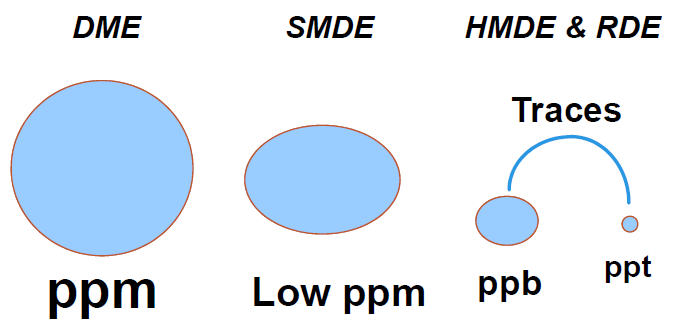 DME
SMDE
HMDE & RDE
Traces
ppm
Low ppm
ppb
ppt